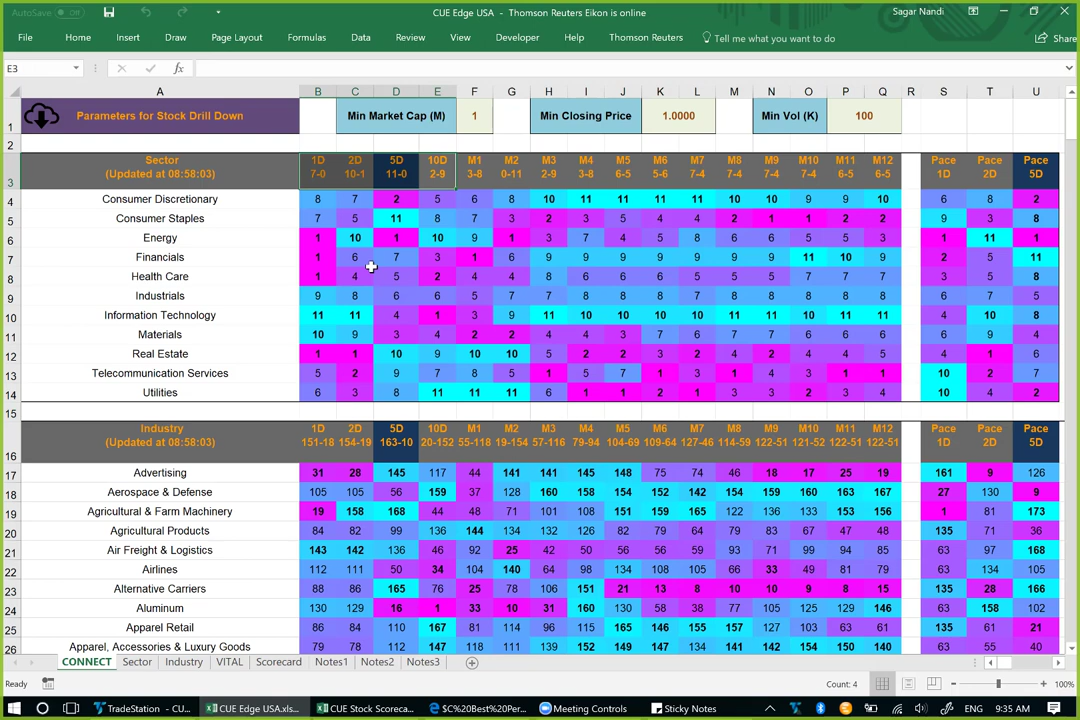 AutoSave Off
CUE Edge USA - Thomson Reuters Eikon is online
Sagar Nandi
File Home Insert Draw Page Layout Formulas Data Review View Developer Help Thomson Reuters Tell me what you want to do Share
E3 fx
A B C D E F G H I J K L M N O P Q R S T U
1 Parameters for Stock Drill Down Min Market Cap (M) 1 Min Closing Price 1.0000 Min Vol (K) 100
2
Sector 1D 2D 5D 10D M1 M2 M3 M4 M5 M6 M7 M8 M9 M10 M11 M12 Pace Pace Pace
3 (Updated at 08:58:03) 7-0 10-1 11-0 2-9 3-8 0-11 2-9 3-8 6-5 5-6 7-4 7-4 7-4 7-4 6-5 6-5 1D 2D 5D
4 Consumer Discretionary 8 7 2 5 6 8 10 11 11 11 11 10 10 9 9 10 6 8 2
5 Consumer Staples 7 5 11 8 7 3 2 3 5 4 4 2 1 1 2 2 9 3 8
6 Energy 1 10 1 10 9 1 3 7 4 5 8 6 6 5 5 3 1 11 1
7 Financials 1 6 7 3 1 6 9 9 9 9 9 9 9 11 10 9 2 5 11
8 Health Care 1 4 5 2 4 4 8 6 6 6 5 5 5 7 7 7 3 5 8
9 Industrials 9 8 6 6 5 7 7 8 8 8 8 8 8 8 8 8 6 7 5
10 Information Technology 11 11 4 1 3 9 11 10 10 10 10 11 11 10 11 11 4 10 8
11 Materials 10 9 3 4 2 2 4 4 3 7 6 7 7 6 6 6 6 9 4
12 Real Estate 1 1 10 9 10 10 5 2 2 3 2 4 2 4 4 5 4 1 6
13 Telecommunication Services 5 2 9 7 8 5 1 5 7 1 3 1 4 3 1 1 10 2 7
14 Utilities 6 3 8 11 11 11 6 1 1 2 1 3 3 2 3 4 10 4 2
15
Industry 1D 2D 5D 10D M1 M2 M3 M4 M5 M6 M7 M8 M9 M10 M11 M12 Pace Pace Pace
16 (Updated at 08:58:03) 151-18 154-19 163-10 20-152 55-118 19-154 57-116 79-94 104-69 109-64 127-46 114-59 122-51 121-52 122-51 122-51 1D 2D 5D
17 Advertising 31 28 145 117 44 141 141 145 148 75 74 46 18 17 25 19 161 9 126
18 Aerospace & Defense 105 105 56 159 37 128 160 158 154 152 142 154 159 160 163 167 27 130 9
19 Agricultural & Farm Machinery 19 158 168 44 48 71 101 108 151 159 165 122 136 133 153 156 1 81 173
20 Agricultural Products 84 82 99 136 144 134 132 126 82 79 64 79 83 67 47 48 135 71 36
21 Air Freight & Logistics 143 142 136 46 92 25 42 50 56 56 59 93 71 99 94 85 63 97 168
22 Airlines 112 111 50 34 104 140 64 98 134 108 105 66 33 49 81 79 63 134 105
23 Alternative Carriers 88 86 165 76 25 78 106 151 21 13 8 10 10 9 8 15 135 28 166
24 Aluminum 130 129 16 1 33 10 31 160 130 58 38 77 105 125 129 146 63 158 102
25 Apparel Retail 86 84 110 167 81 114 96 115 165 146 155 157 127 103 63 61 135 61 21
26 Apparel, Accessories & Luxury Goods 79 78 112 147 118 111 139 152 149 147 134 141 142 154 150 140 63 55 40
CONNECT Sector Industry VITAL Scorecard Notes1 Notes2 Notes3
Ready Count: 4 100%
TradeStation - CU... CUE Edge USA.xls... CUE Stock Scoreca... $C%20Best%20Per... Meeting Controls Sticky Notes ENG 9:35 AM